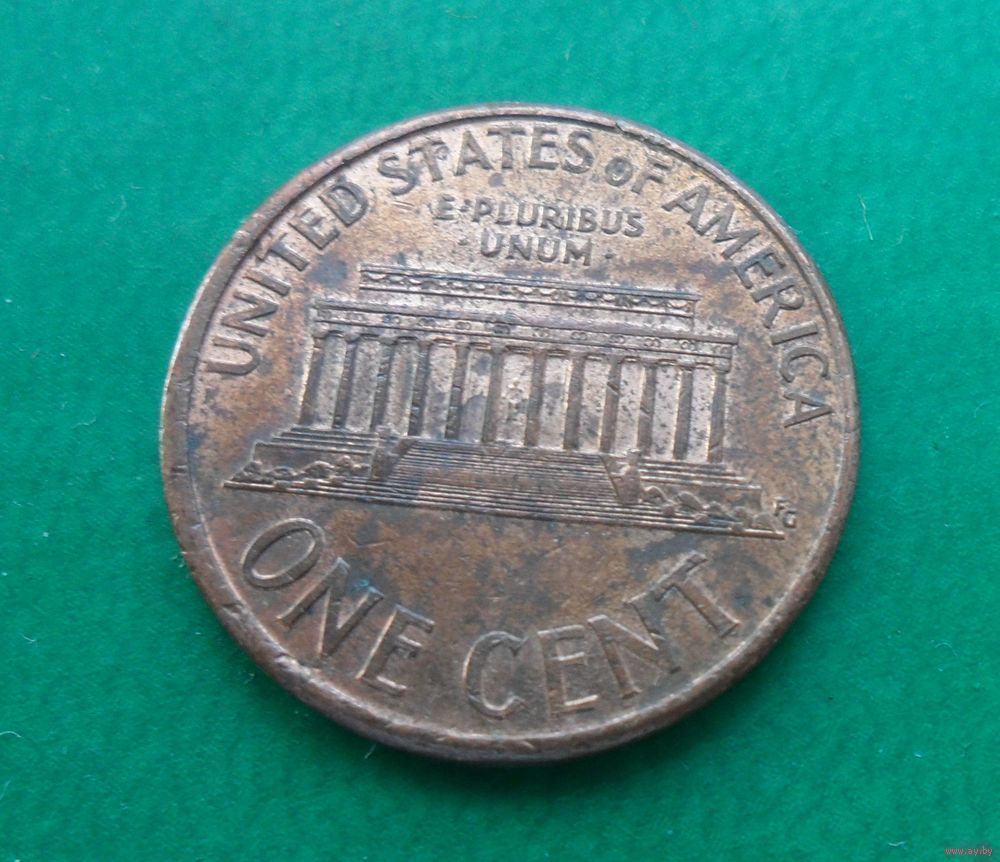 UNITED STATES OF AMERICA
E·PLURIBUS
·UNUM·
FG
ONE CENT
www.ay.by